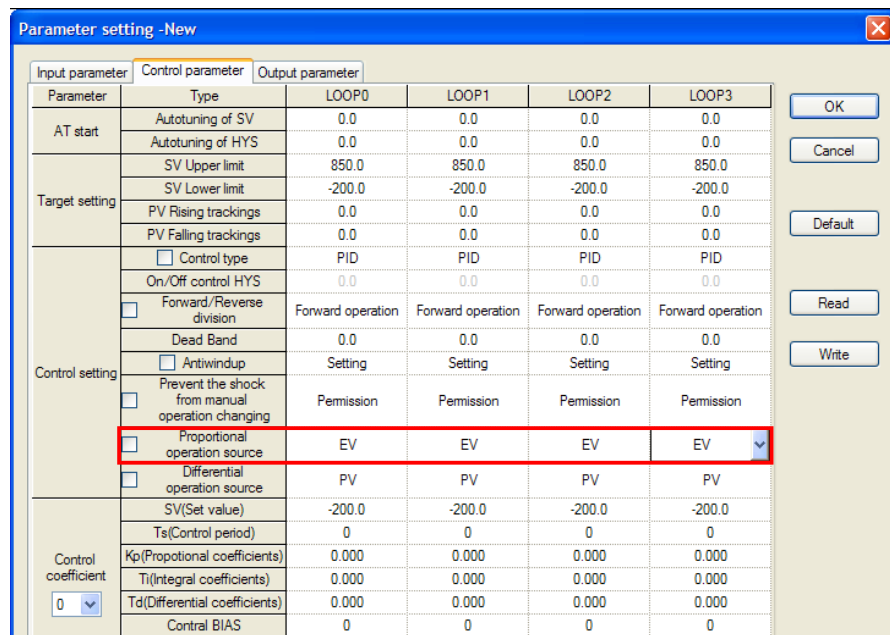 Parameter setting -New
Input parameter Control parameter Output parameter
Parameter Type LOOP0 LOOP1 LOOP2 LOOP3
AT start
Autotuning of SV 0.0 0.0 0.0 0.0
Autotuning of HYS 0.0 0.0 0.0 0.0
Target setting
SV Upper limit 850.0 850.0 850.0 850.0
SV Lower limit -200.0 -200.0 -200.0 -200.0
PV Rising trackings 0.0 0.0 0.0 0.0
PV Falling trackings 0.0 0.0 0.0 0.0
Control setting
Control type PID PID PID PID
On/Off control HYS 0.0 0.0 0.0 0.0
Forward/Reverse
division Forward operation Forward operation Forward operation Forward operation
Dead Band 0.0 0.0 0.0 0.0
Antiwindup Setting Setting Setting Setting
Prevent the shock
from manual
operation changing Permission Permission Permission Permission
Proportional
operation source EV EV EV EV
Differential
operation source PV PV PV PV
Control
coefficient
0
SV(Set value) -200.0 -200.0 -200.0 -200.0
Ts(Control period) 0 0 0 0
Kp(Propotional coefficients) 0.000 0.000 0.000 0.000
Ti(Integral coefficients) 0.000 0.000 0.000 0.000
Td(Differential coefficients) 0.000 0.000 0.000 0.000
Contral BIAS 0 0 0 0
OK
Cancel
Default
Read
Write